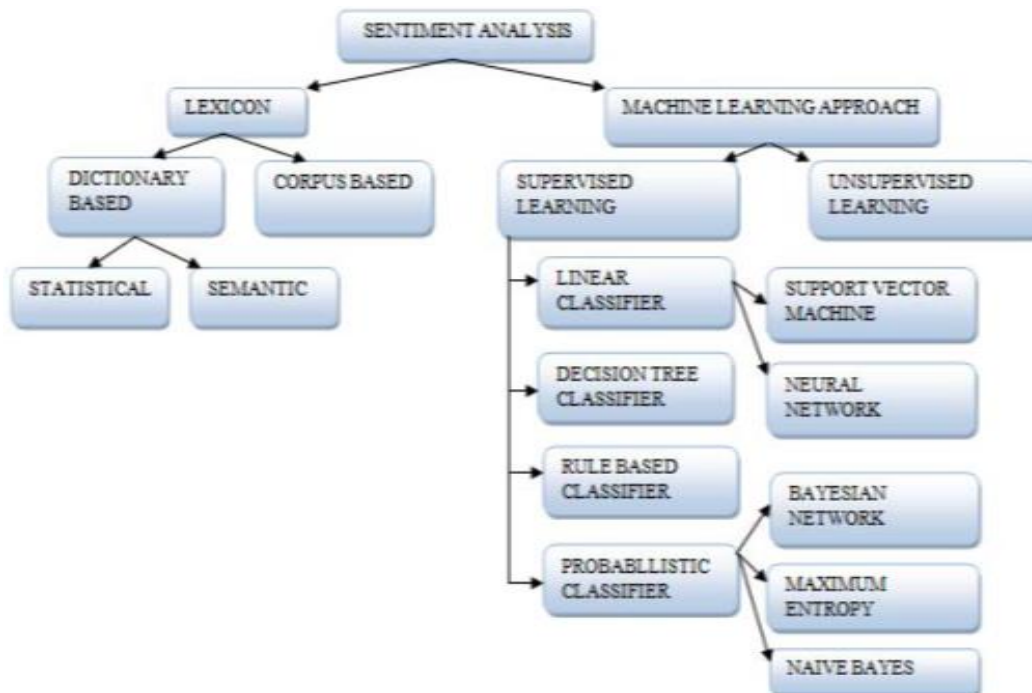 SENTIMENT ANALYSIS
LEXICON
MACHINE LEARNING APPROACH
DICTIONARY
BASED
CORPUS BASED
SUPERVISED
LEARNING
UNSUPERVISED
LEARNING
STATISTICAL
SEMANTIC
LINEAR
CLASSIFIER
SUPPORT VECTOR
MACHINE
DECISION TREE
CLASSIFIER
NEURAL
NETWORK
RULE BASED
CLASSIFIER
BAYESIAN
NETWORK
PROBABLLISTIC
CLASSIFIER
MAXIMUM
ENTROPY
NAIVE BAYES